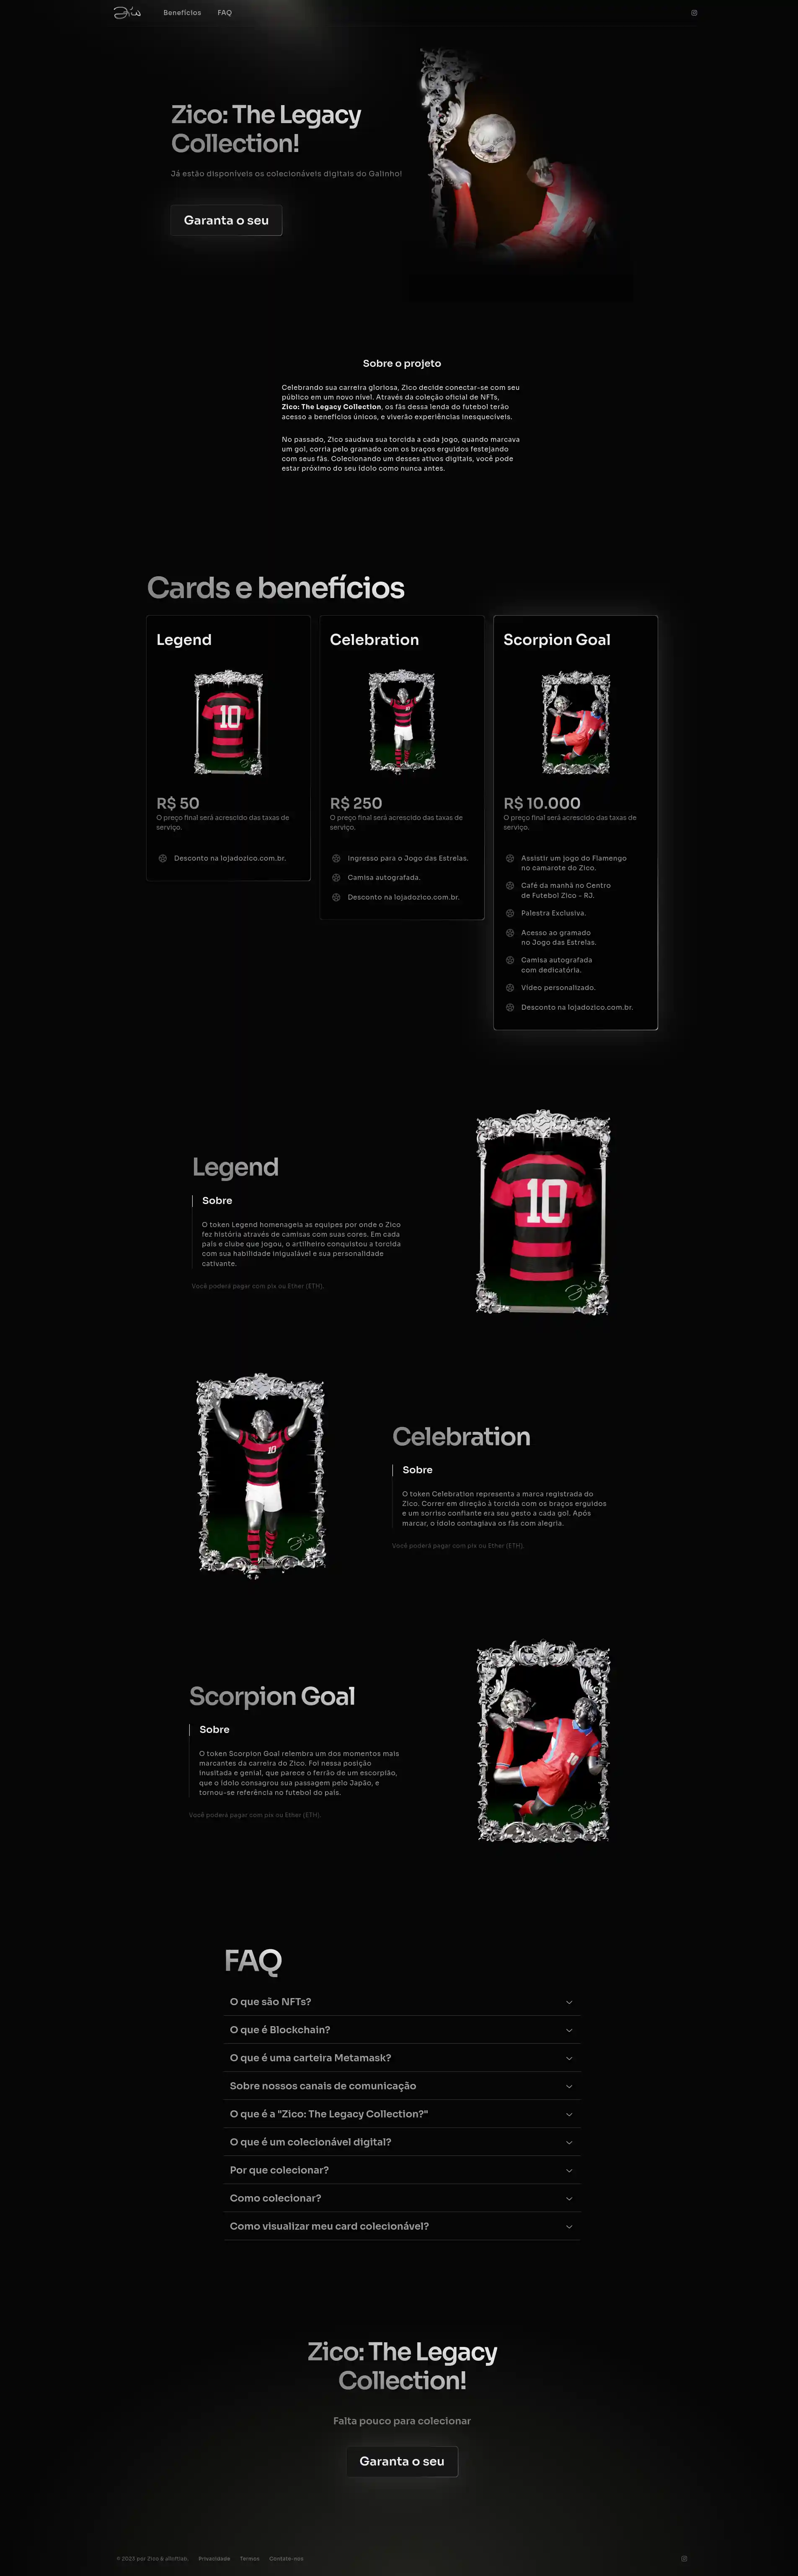 Zico
Benefícios
FAQ
Zico: The Legacy
Collection!
Já estão disponíveis os colecionáveis digitais do Galinho!
Garanta o seu
Sobre o projeto
Celebrando sua carreira gloriosa, Zico decide conectar-se com seu
público em um novo nível. Através da coleção oficial de NFTs,
Zico: The Legacy Collection, os fãs dessa lenda do futebol terão
acesso a benefícios únicos, e viverão experiências inesquecíveis.
No passado, Zico saudava sua torcida a cada jogo, quando marcava
um gol, corria pelo gramado com os braços erguidos festejando
com seus fãs. Colecionando um desses ativos digitais, você pode
estar próximo do seu ídolo como nunca antes.
Cards e benefícios
Legend
10
R$ 50
O preço final será acrescido das taxas de
serviço.
Desconto na lojadozico.com.br.
Celebration
10
R$ 250
O preço final será acrescido das taxas de
serviço.
Ingresso para o Jogo das Estrelas.
Camisa autografada.
Desconto na lojadozico.com.br.
Scorpion Goal
10
R$ 10.000
O preço final será acrescido das taxas de
serviço.
Assistir um jogo do Flamengo
no camarote do Zico.
Café da manhã no Centro
de Futebol Zico - RJ.
Palestra Exclusiva.
Acesso ao gramado
no Jogo das Estrelas.
Camisa autografada
com dedicatória.
Vídeo personalizado.
Desconto na lojadozico.com.br.
Legend
Sobre
O token Legend homenageia as equipes por onde o Zico
fez história através de camisas com suas cores. Em cada
país e clube que jogou, o artilheiro conquistou a torcida
com sua habilidade inigualável e sua personalidade
cativante.
Você poderá pagar com pix ou Ether (ETH).
10
Zico
10
Zico
Celebration
Sobre
O token Celebration representa a marca registrada do
Zico. Correr em direção à torcida com os braços erguidos
e um sorriso confiante era seu gesto a cada gol. Após
marcar, o ídolo contagiava os fãs com alegria.
Você poderá pagar com pix ou Ether (ETH).
Scorpion Goal
Sobre
O token Scorpion Goal relembra um dos momentos mais
marcantes da carreira do Zico. Foi nessa posição
inusitada e genial, que parece o ferrão de um escorpião,
que o ídolo consagrou sua passagem pelo Japão, e
tornou-se referência no futebol do país.
Você poderá pagar com pix ou Ether (ETH).
10
Zico
FAQ
O que são NFTs?
O que é Blockchain?
O que é uma carteira Metamask?
Sobre nossos canais de comunicação
O que é a "Zico: The Legacy Collection?"
O que é um colecionável digital?
Por que colecionar?
Como colecionar?
Como visualizar meu card colecionável?
Zico: The Legacy
Collection!
Falta pouco para colecionar
Garanta o seu
© 2023 por Zico & allnftlab.
Privacidade
Termos
Contate-nos